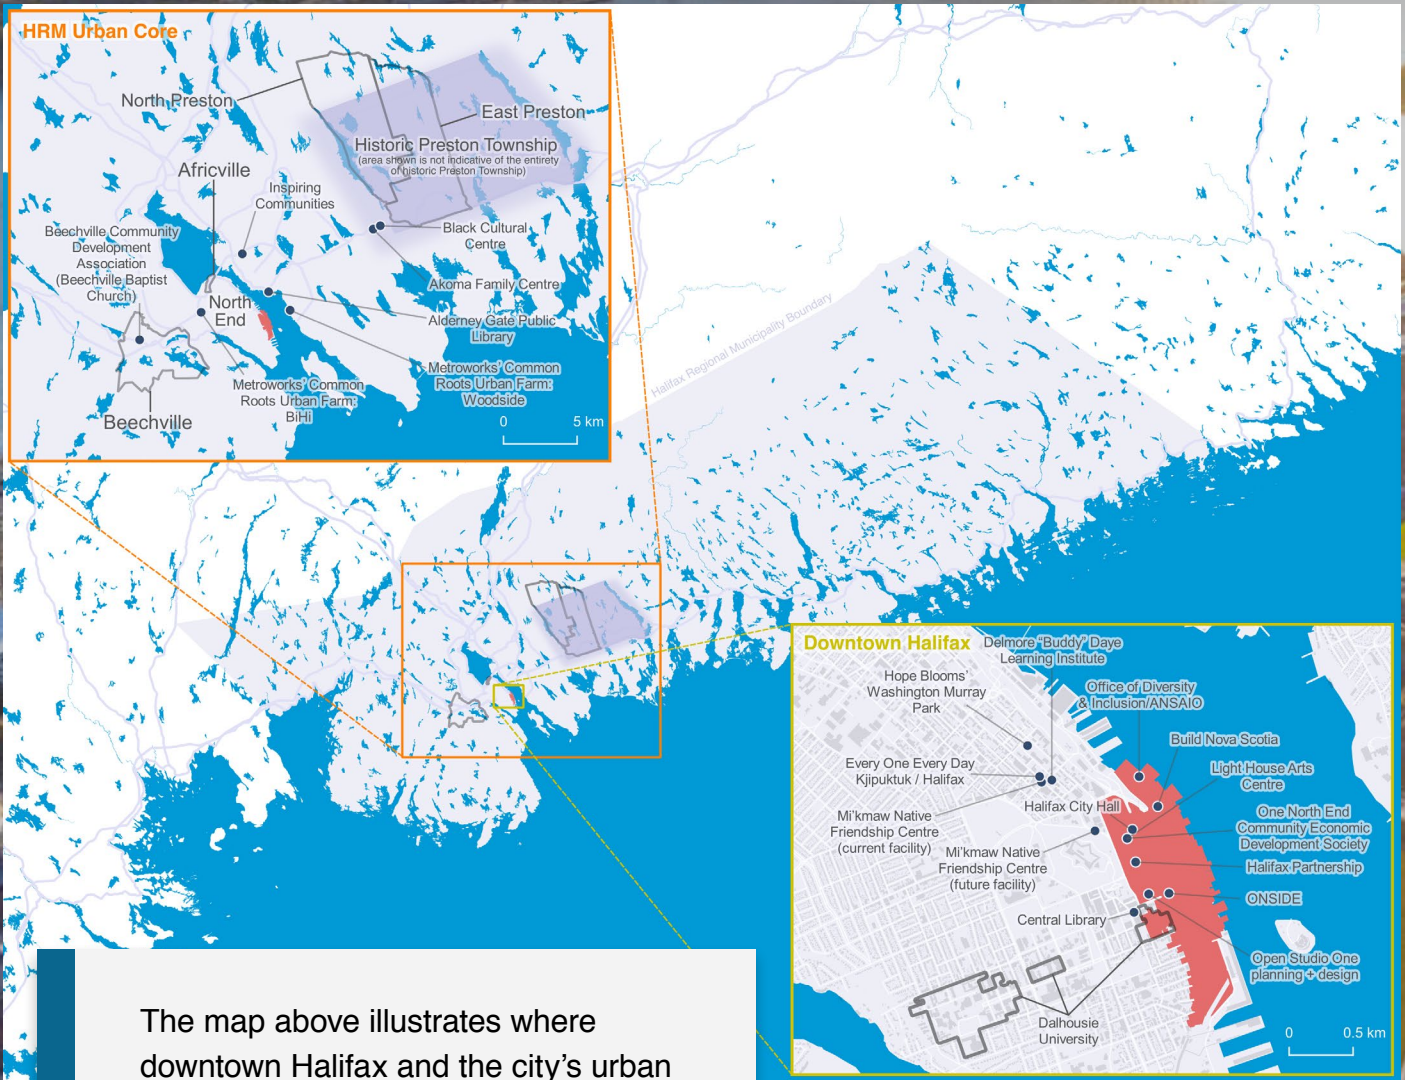 HRM Urban Core
North Preston
East Preston
Historic Preston Township
(area shown is not indicative of the entirety
of historic Preston Township)
Africville
Inspiring
Communities
Beechville Community
Development
Association
(Beechville Baptist
Church)
Black Cultural
Centre
Akoma Family Centre
North
End
Alderney Gate Public
Library
Metroworks' Common
Roots Urban Farm:
Woodside
Metroworks' Common
Roots Urban Farm:
BiHi
Beechville
0 5 km
Halifax Regional Municipality Boundary
Downtown Halifax
Delmore "Buddy" Daye
Learning Institute
Hope Blooms'
Washington Murray
Park
Office of Diversity
& Inclusion/ANSAIO
Build Nova Scotia
Every One Every Day
Kjipuktuk / Halifax
Light House Arts
Centre
Halifax City Hall
Mi'kmaw Native
Friendship Centre
(current facility)
One North End
Community Economic
Development Society
Mi'kmaw Native
Friendship Centre
(future facility)
Halifax Partnership
ONSIDE
Central Library
Open Studio One
planning + design
Dalhousie
University
0 0.5 km
The map above illustrates where
downtown Halifax and the city's urban